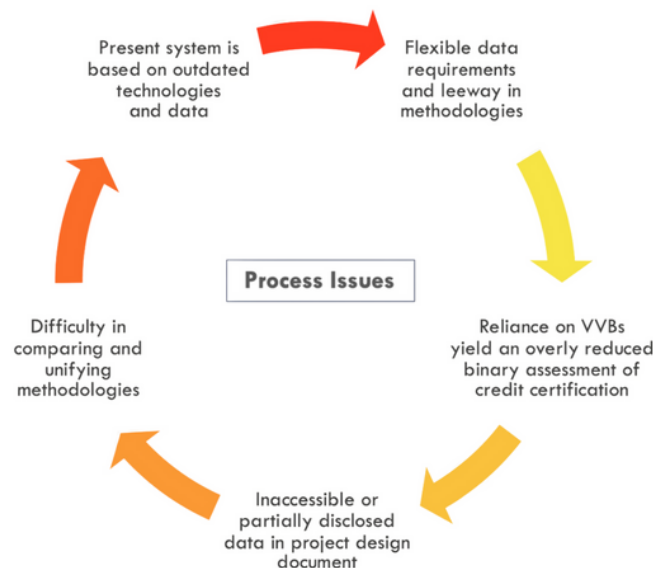 Present system is
based on outdated
technologies
and data
Flexible data
requirements
and leeway in
methodologies
Process Issues
Reliance on VVBs
yield an overly reduced
binary assessment of
credit certification
Inaccessible or
partially disclosed
data in project design
document
Difficulty in
comparing and
unifying
methodologies